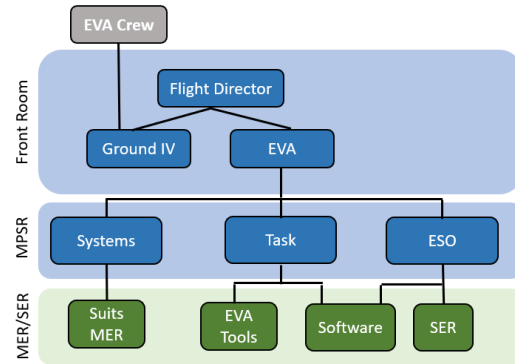 EVA Crew
Front Room
Flight Director
Ground IV
EVA
MPSR
Systems
Task
ESO
MER/SER
Suits
MER
EVA
Tools
Software
SER